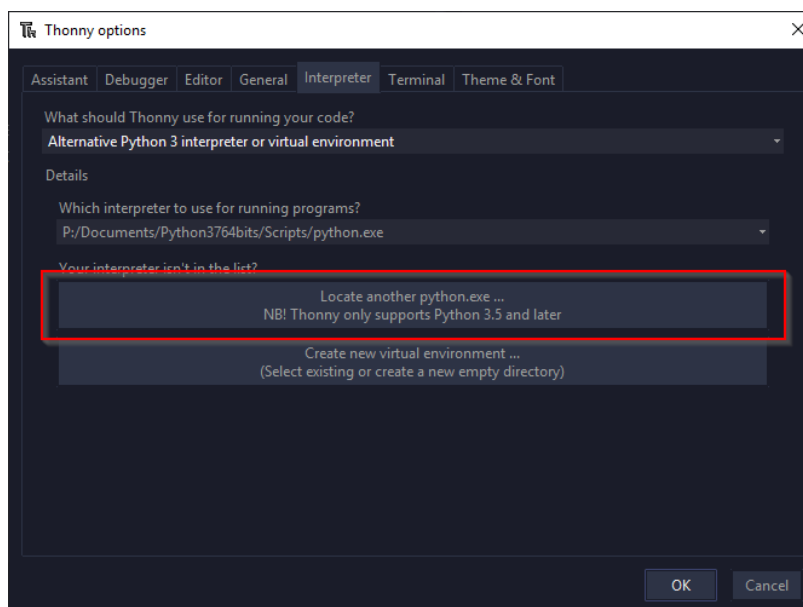 Thonny options
Assistant Debugger Editor General Interpreter Terminal Theme & Font
What should Thonny use for running your code?
Alternative Python 3 interpreter or virtual environment
Details
Which interpreter to use for running programs?
P:/Documents/Python3764bits/Scripts/python.exe
Your interpreter isn't in the list?
Locate another python.exe ...
NB! Thonny only supports Python 3.5 and later
Create new virtual environment ...
(Select existing or create a new empty directory)
OK Cancel